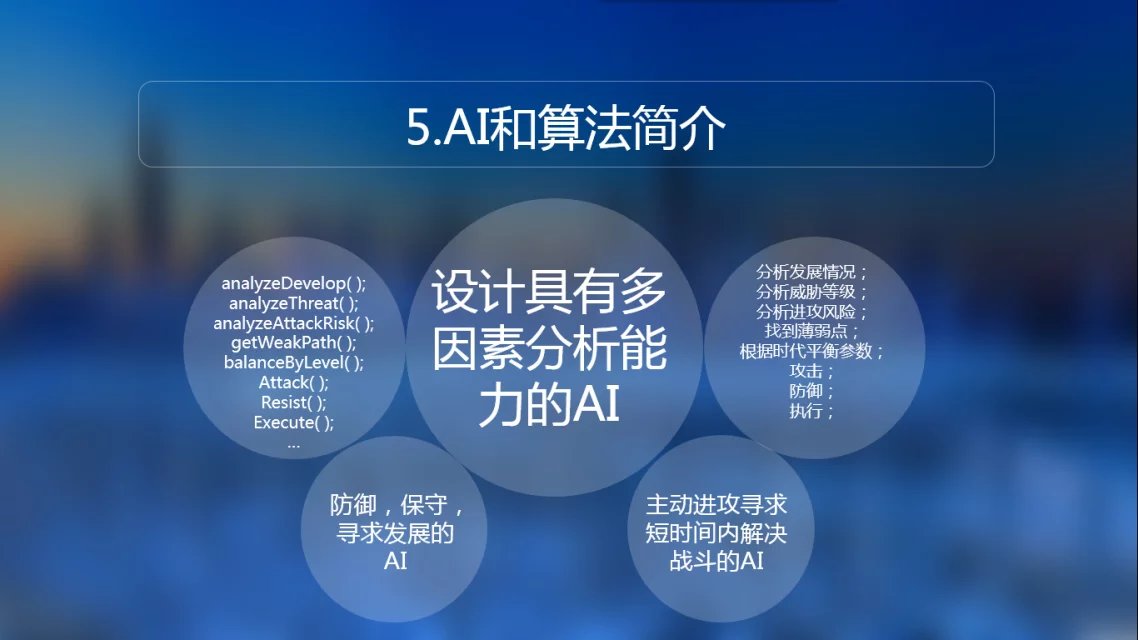 5.AI和算法简介
analyzeDevelop( );
analyzeThreat( );
analyzeAttackRisk( );
getWeakPath( );
balanceByLevel( );
Attack( );
Resist( );
Execute( );
...
设计具有多
因素分析能
力的AI
分析发展情况；
分析威胁等级；
分析进攻风险；
找到薄弱点；
根据时代平衡参数；
攻击；
防御；
执行；
防御，保守，
寻求发展的
AI
主动进攻寻求
短时间内解决
战斗的AI